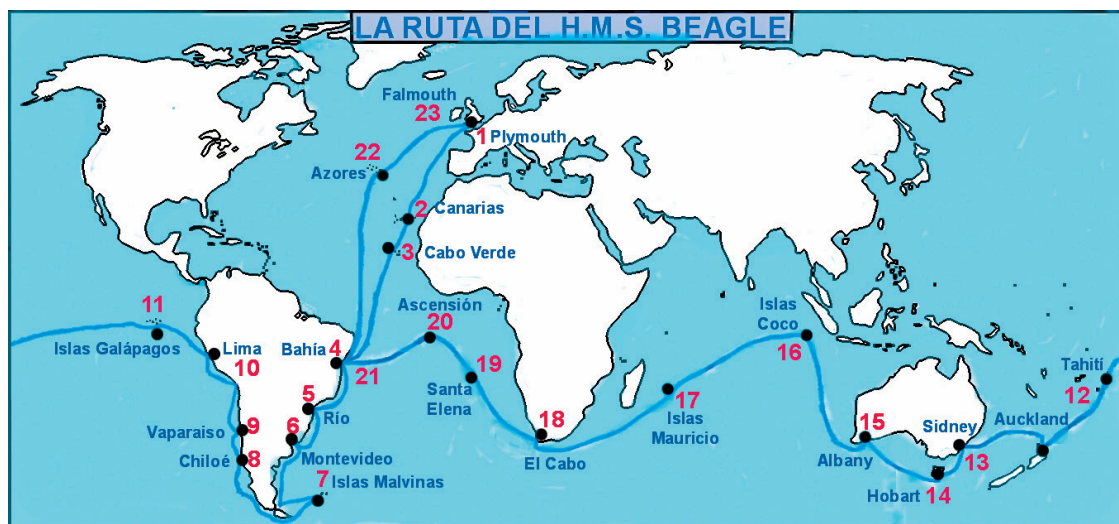 LA RUTA DEL H.M.S. BEAGLE
Falmouth
23
1 Plymouth
22
Azores
2 Canarias
3 Cabo Verde
Ascensión
20
11
Islas Galápagos
Lima
10
Bahía 4
21
19
Santa
Elena
5
Río
6
Montevideo
9
Vaparaiso
Chiloé 8
7
Islas Malvinas
18
El Cabo
17
Islas
Mauricio
Islas
Coco
16
15
Albany
Sidney
13
Hobart 14
Auckland
Tahití
12